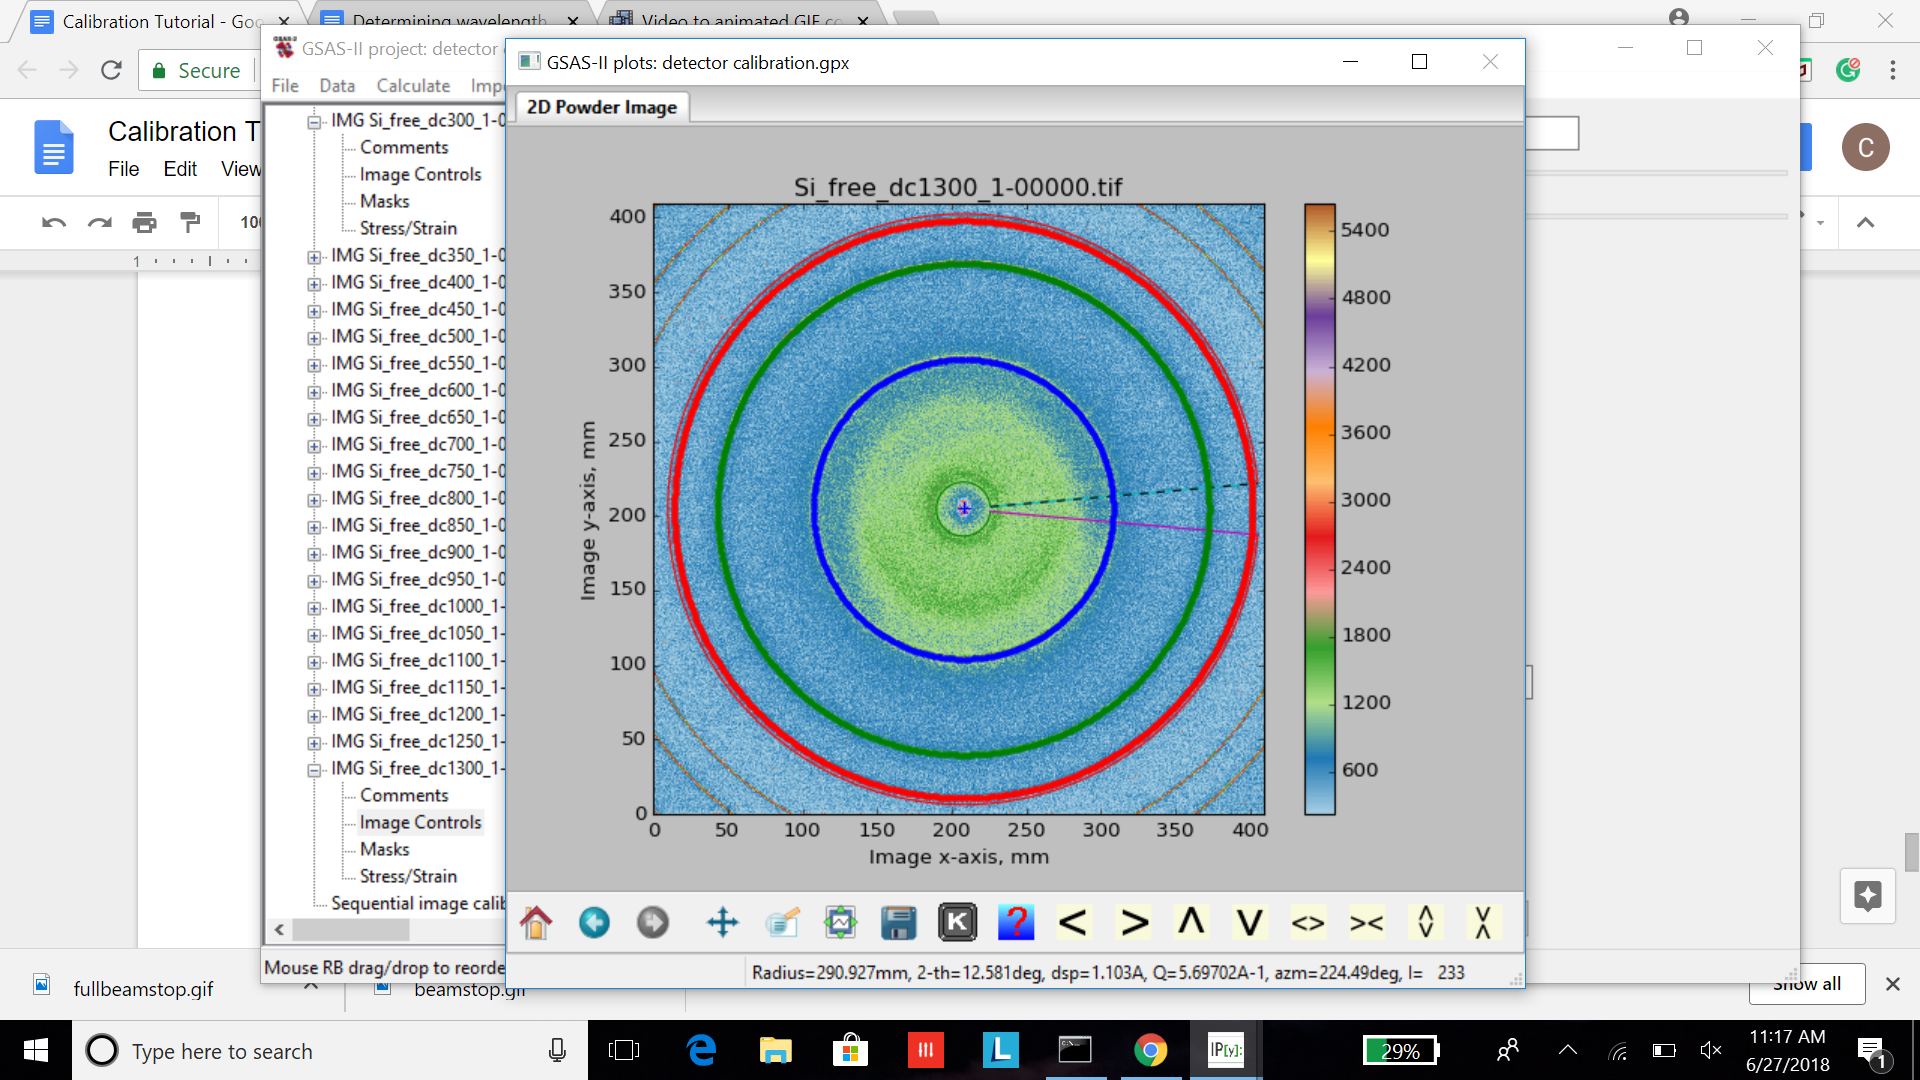 Calibration Tutorial - Goo
Determining wavelength
Video to animated GIF co
Secure
Calibration T
File Edit View
100
1
C
GSAS-II project: detector
File Data Calculate Imp
IMG Si_free_dc300_1-0
Comments
Image Controls
Masks
Stress/Strain
IMG Si_free_dc350_1-0
IMG Si_free_dc400_1-0
IMG Si_free_dc450_1-0
IMG Si_free_dc500_1-0
IMG Si_free_dc550_1-0
IMG Si_free_dc600_1-0
IMG Si_free_dc650_1-0
IMG Si_free_dc700_1-0
IMG Si_free_dc750_1-0
IMG Si_free_dc800_1-0
IMG Si_free_dc850_1-0
IMG Si_free_dc900_1-0
IMG Si_free_dc950_1-0
IMG Si_free_dc1000_1-
IMG Si_free_dc1050_1-
IMG Si_free_dc1100_1-
IMG Si_free_dc1150_1-
IMG Si_free_dc1200_1-
IMG Si_free_dc1250_1-
IMG Si_free_dc1300_1-
Comments
Image Controls
Masks
Stress/Strain
Sequential image calib
Mouse RB drag/drop to reorde
GSAS-II plots: detector calibration.gpx
2D Powder Image
Si_free_dc1300_1-00000.tif
400
350
300
250
200
150
100
50
0
Image y-axis, mm
0 50 100 150 200 250 300 350 400
Image x-axis, mm
5400
4800
4200
3600
3000
2400
1800
1200
600
K ? < > Λ V <> ><
Radius=290.927mm, 2-th=12.581deg, dsp=1.103A, Q=5.69702A-1, azm=224.49deg, I= 233
fullbeamstop.gif
beamstop.gif
Show all
Type here to search
L
IP[y]:
29%
11:17 AM
6/27/2018
1